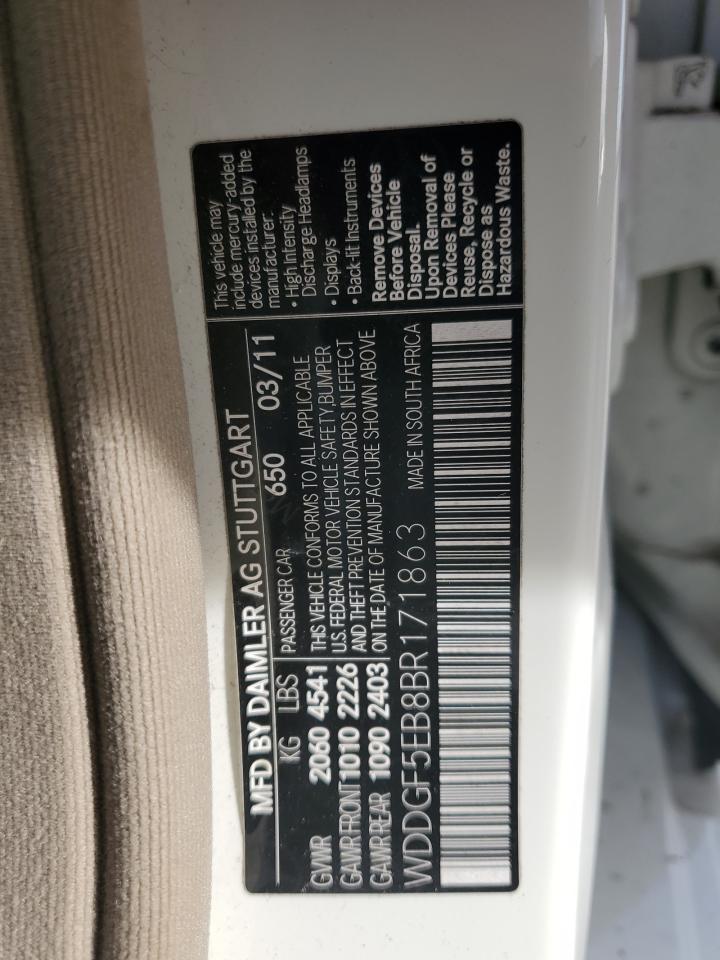 MFD BY DAIMLER AG STUTTGART
KG LBS PASSENGER CAR 650 03/11
GVWR 2060 4541
GAWR FRONT 1010 2226
GAWR REAR 1090 2403
THIS VEHICLE CONFORMS TO ALL APPLICABLE
U.S. FEDERAL MOTOR VEHICLE SAFETY, BUMPER
AND THEFT PREVENTION STANDARDS IN EFFECT
ON THE DATE OF MANUFACTURE SHOWN ABOVE
WDDGF5EB8BR171863 MADE IN SOUTH AFRICA
This vehicle may
include mercury-added
devices installed by the
manufacturer:
• High Intensity
Discharge Headlamps
• Displays
• Back-lit Instruments
Remove Devices
Before Vehicle
Disposal.
Upon Removal of
Devices Please
Reuse, Recycle or
Dispose as
Hazardous Waste.